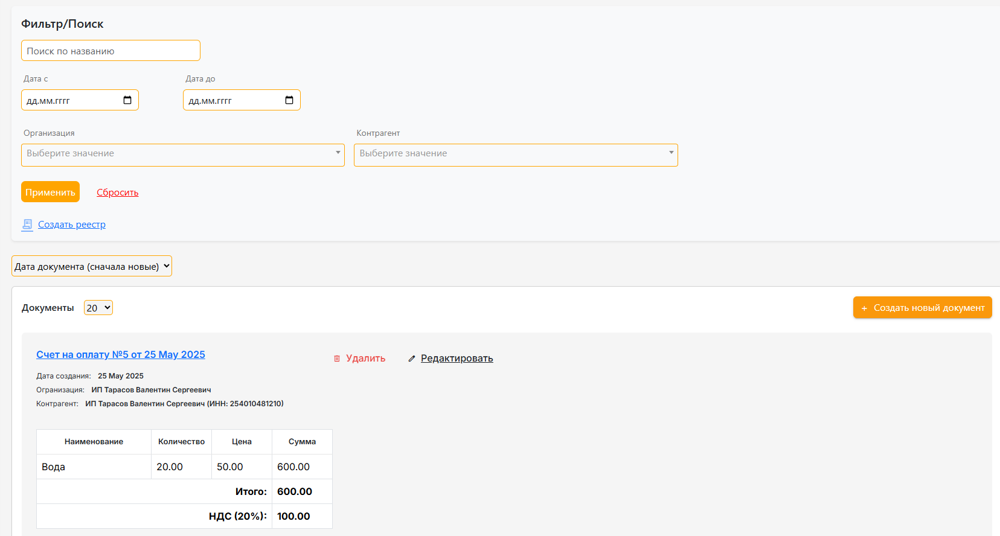 Фильтр/Поиск
Поиск по названию
Дата с Дата до
дд.мм.гггг дд.мм.гггг
Организация Контрагент
Выберите значение Выберите значение
Применить Сбросить
Создать реестр
Дата документа (сначала новые)
Документы 20 + Создать новый документ
Счет на оплату №5 от 25 May 2025 Удалить Редактировать
Дата создания: 25 May 2025
Огранизация: ИП Тарасов Валентин Сергеевич
Контрагент: ИП Тарасов Валентин Сергеевич (ИНН: 254010481210)
Наименование Количество Цена Сумма
Вода 20.00 50.00 600.00
Итого: 600.00
НДС (20%): 100.00